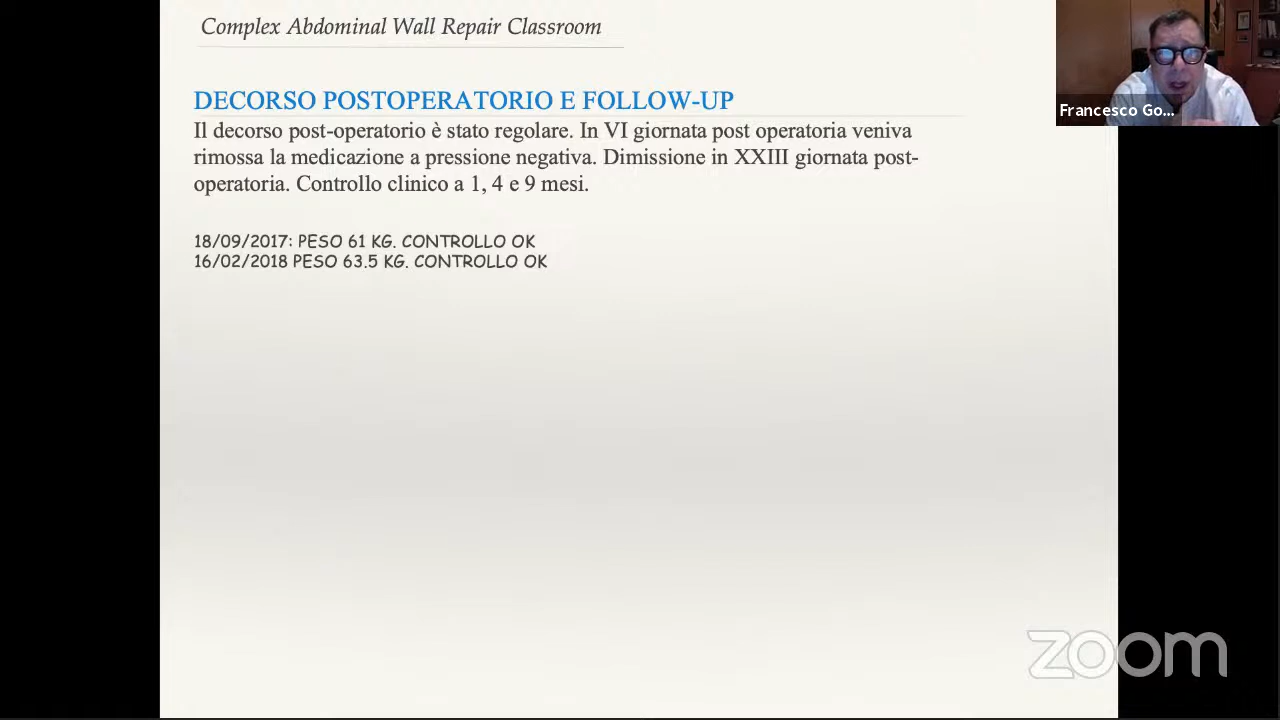 Complex Abdominal Wall Repair Classroom
Francesco Go...
DECORSO POSTOPERATORIO E FOLLOW-UP
Il decorso post-operatorio è stato regolare. In VI giornata post operatoria veniva
rimossa la medicazione a pressione negativa. Dimissione in XXIII giornata post-
operatoria. Controllo clinico a 1, 4 e 9 mesi.
18/09/2017: PESO 61 KG. CONTROLLO OK
16/02/2018 PESO 63.5 KG. CONTROLLO OK
zoom